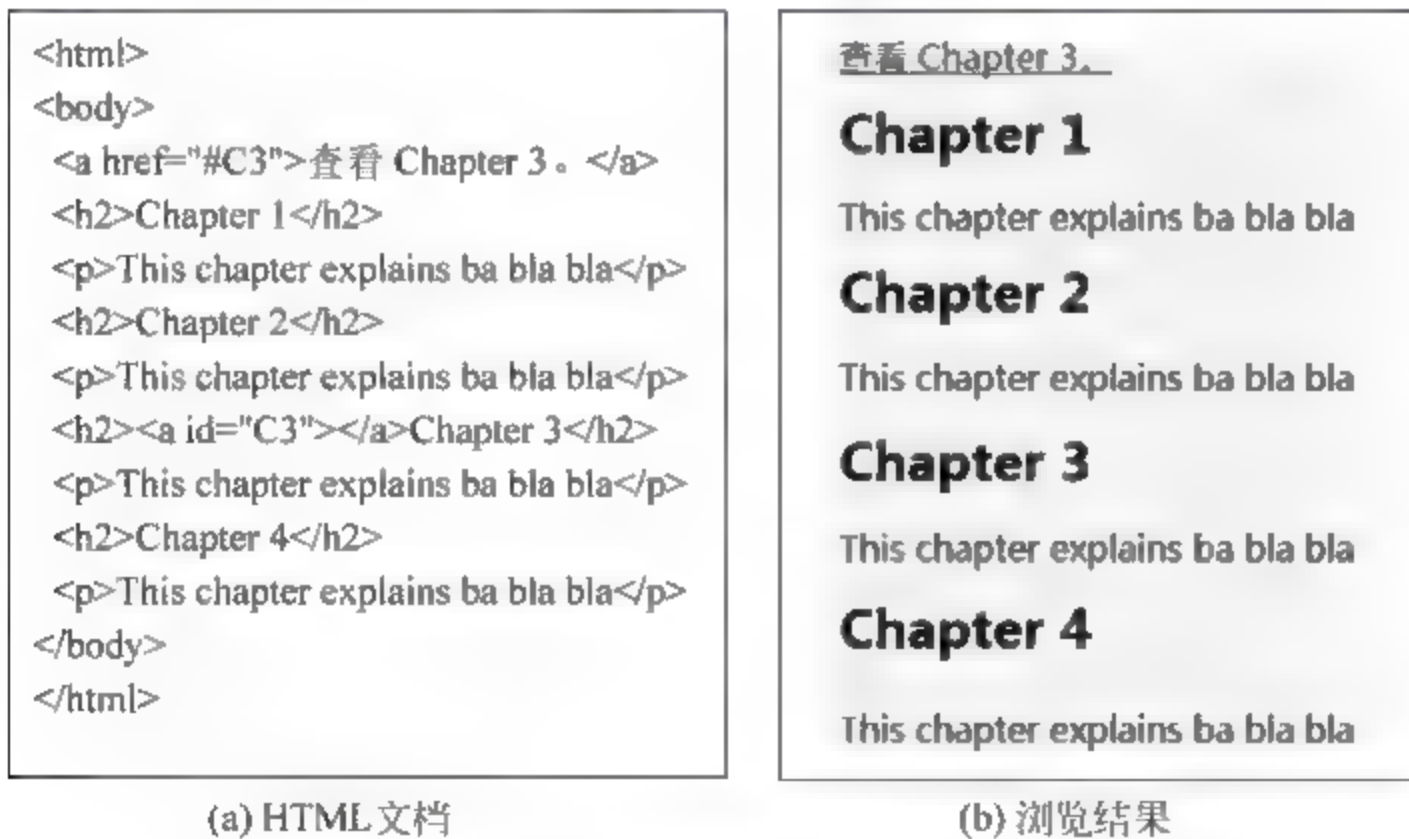 <html>
<body>
<a href="#C3">查看 Chapter 3。</a>
<h2>Chapter 1</h2>
<p>This chapter explains ba bla bla</p>
<h2>Chapter 2</h2>
<p>This chapter explains ba bla bla</p>
<h2><a id="C3"></a>Chapter 3</h2>
<p>This chapter explains ba bla bla</p>
<h2>Chapter 4</h2>
<p>This chapter explains ba bla bla</p>
</body>
</html>
(a) HTML文档
查看 Chapter 3。
Chapter 1
This chapter explains ba bla bla
Chapter 2
This chapter explains ba bla bla
Chapter 3
This chapter explains ba bla bla
Chapter 4
This chapter explains ba bla bla
(b) 浏览结果